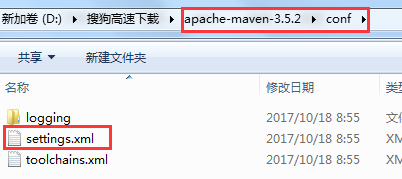 新加卷 (D:) ▸ 搜狗高速下载 ▸ apache-maven-3.5.2 ▸ conf ▸
共享 新建文件夹
名称 修改日期 类
logging 2017/10/18 8:55 文
settings.xml 2017/10/18 8:55 XM
toolchains.xml 2017/10/18 8:55 XM